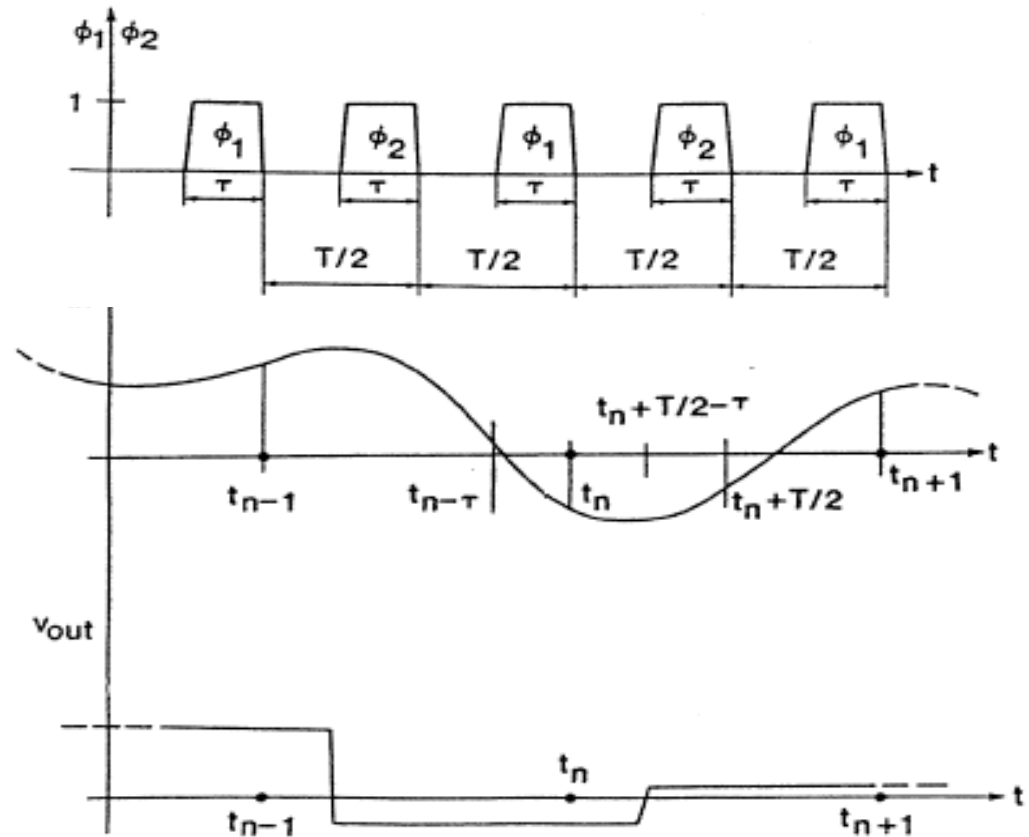 ϕ1 ϕ2
1
ϕ1 ϕ2 ϕ1 ϕ2 ϕ1
t
τ τ τ τ τ
T/2 T/2 T/2 T/2
tn + T/2 - τ
t
tn-1 tn-τ tn tn + T/2 tn+1
vout
tn
t
tn-1 tn+1